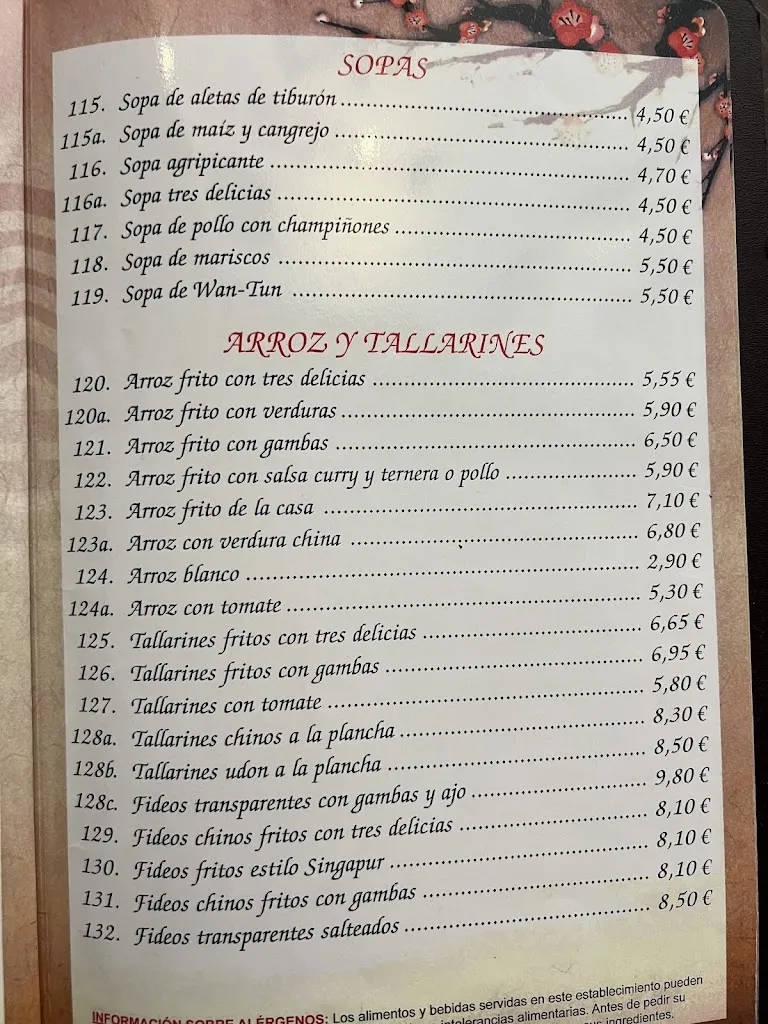 SOPAS
115. Sopa de aletas de tiburón .......... 4,50 €
115a. Sopa de maíz y cangrejo .......... 4,50 €
116. Sopa agripicante .......... 4,70 €
116a. Sopa tres delicias .......... 4,50 €
117. Sopa de pollo con champiñones .......... 4,50 €
118. Sopa de mariscos .......... 5,50 €
119. Sopa de Wan-Tun .......... 5,50 €
ARROZ Y TALLARINES
120. Arroz frito con tres delicias .......... 5,55 €
120a. Arroz frito con verduras .......... 5,90 €
121. Arroz frito con gambas .......... 6,50 €
122. Arroz frito con salsa curry y ternera o pollo .......... 5,90 €
123. Arroz frito de la casa .......... 7,10 €
123a. Arroz con verdura china .......... 6,80 €
124. Arroz blanco .......... 2,90 €
124a. Arroz con tomate .......... 5,30 €
125. Tallarines fritos con tres delicias .......... 6,65 €
126. Tallarines fritos con gambas .......... 6,95 €
127. Tallarines con tomate .......... 5,80 €
128a. Tallarines chinos a la plancha .......... 8,30 €
128b. Tallarines udon a la plancha .......... 8,50 €
128c. Fideos transparentes con gambas y ajo .......... 9,80 €
129. Fideos chinos fritos con tres delicias .......... 8,10 €
130. Fideos fritos estilo Singapur .......... 8,10 €
131. Fideos chinos fritos con gambas .......... 8,10 €
132. Fideos transparentes salteados .......... 8,50 €
INFORMACIÓN SOBRE ALÉRGENOS: Los alimentos y bebidas servidas en este establecimiento pueden
intolerancias alimentarias. Antes de pedir su
ingredientes.